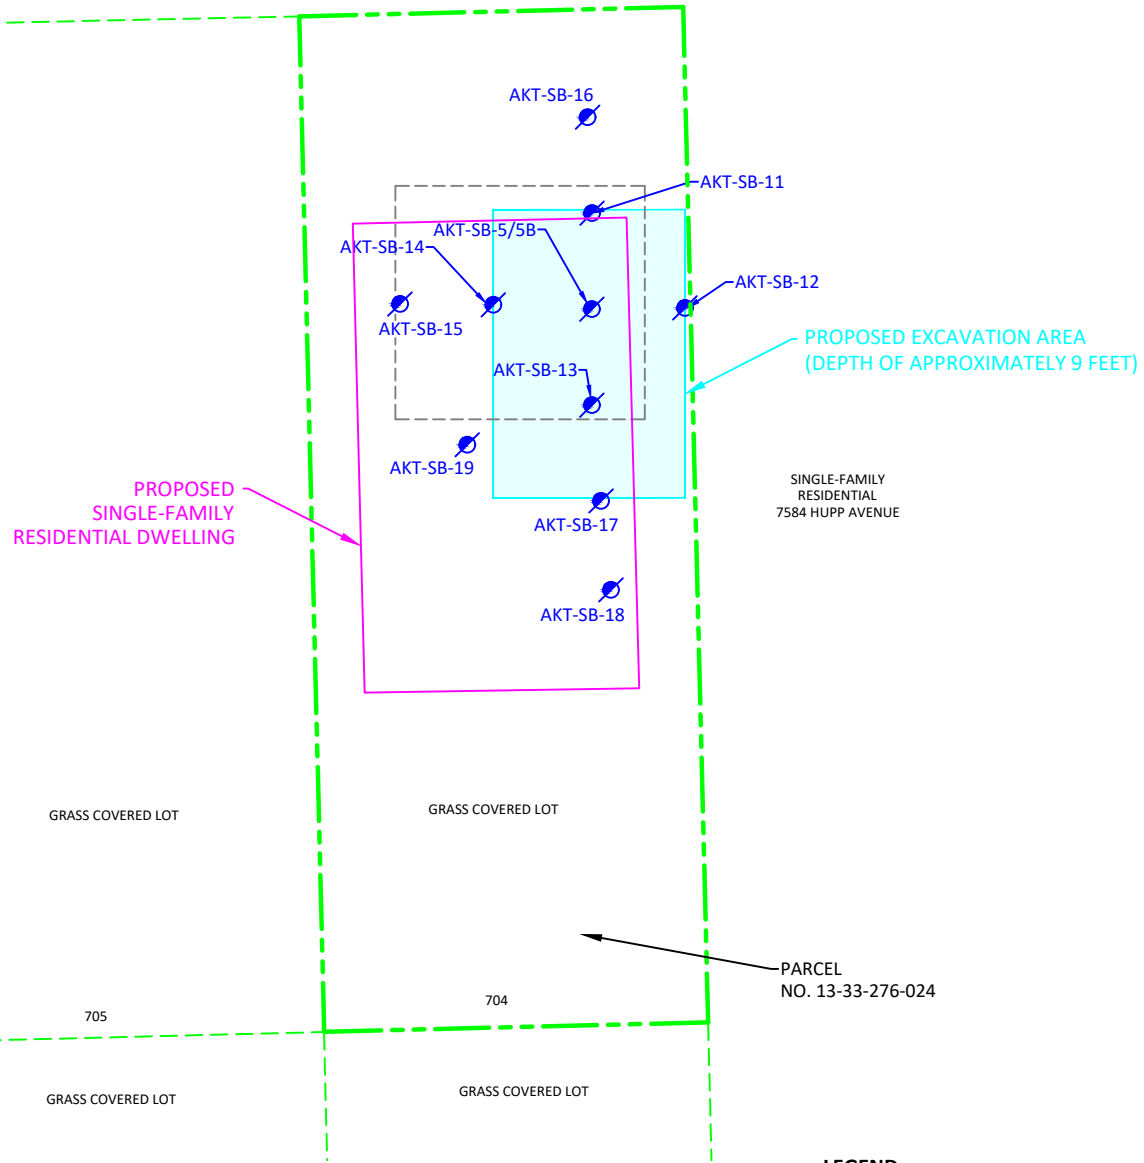 AKT-SB-16
AKT-SB-11
AKT-SB-5/5B
AKT-SB-14
AKT-SB-12
AKT-SB-15
PROPOSED EXCAVATION AREA
(DEPTH OF APPROXIMATELY 9 FEET)
AKT-SB-13
AKT-SB-19
SINGLE-FAMILY
RESIDENTIAL
7584 HUPP AVENUE
PROPOSED
SINGLE-FAMILY
RESIDENTIAL DWELLING
AKT-SB-17
AKT-SB-18
GRASS COVERED LOT
GRASS COVERED LOT
PARCEL
NO. 13-33-276-024
704
705
GRASS COVERED LOT
GRASS COVERED LOT
LEGEND